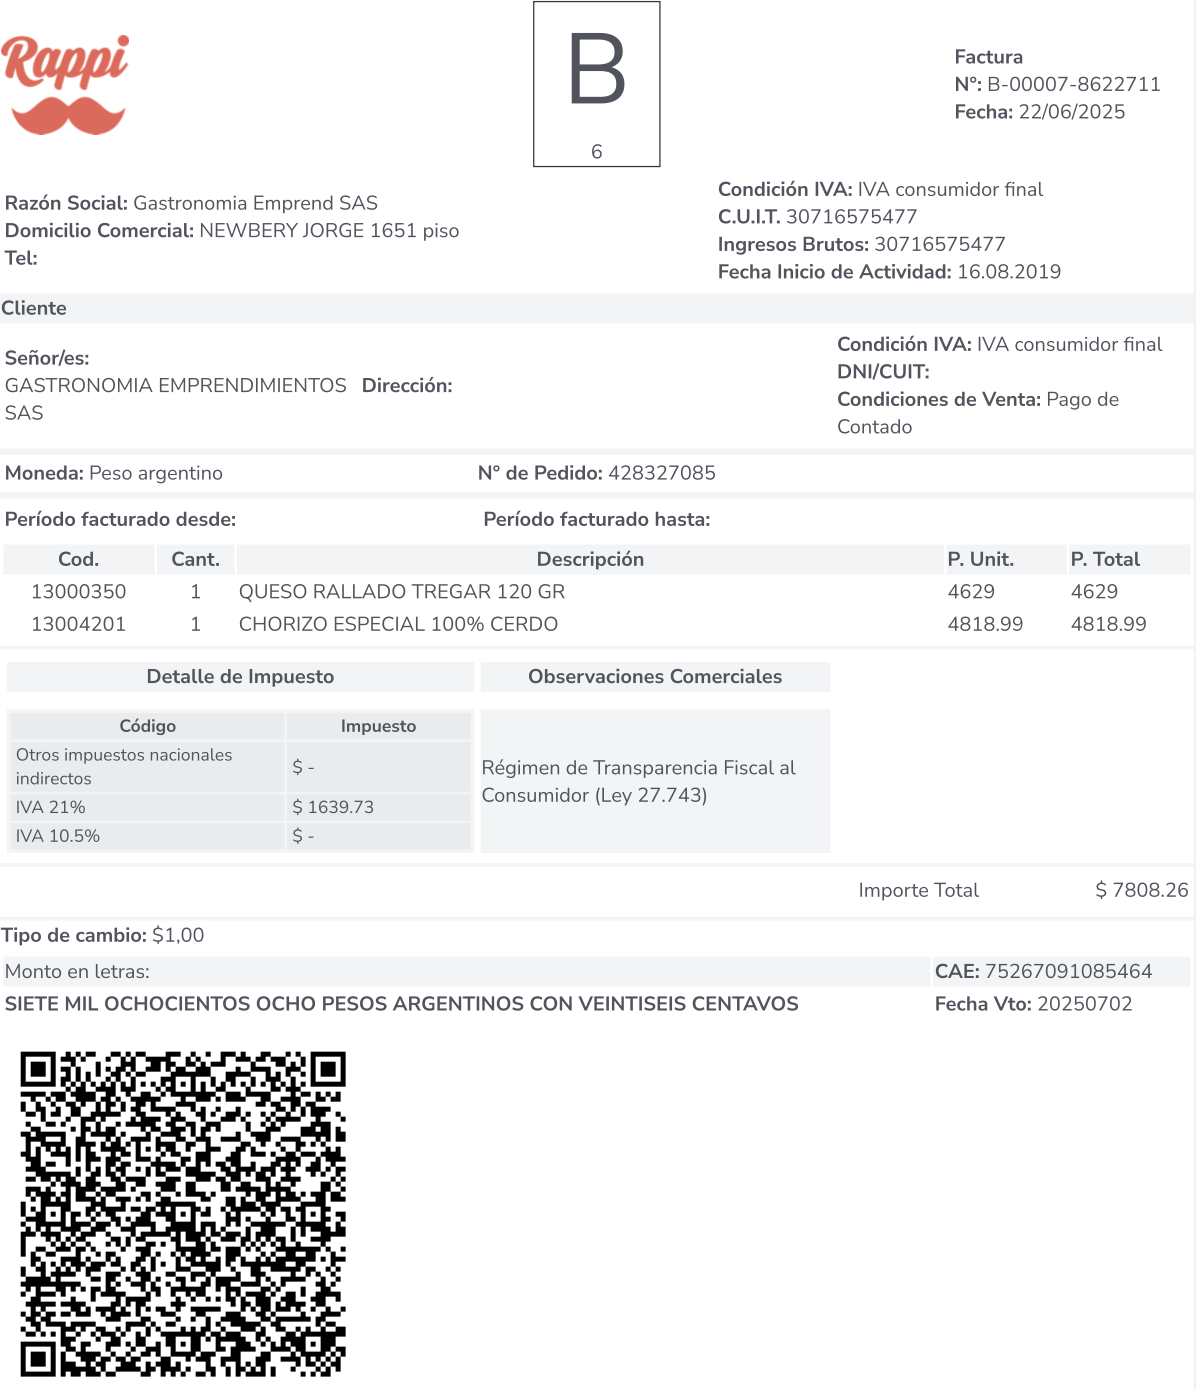 Rappi
B
6
Factura
N°: B-00007-8622711
Fecha: 22/06/2025
Razón Social: Gastronomia Emprend SAS
Domicilio Comercial: NEWBERY JORGE 1651 piso
Tel:
Condición IVA: IVA consumidor final
C.U.I.T. 30716575477
Ingresos Brutos: 30716575477
Fecha Inicio de Actividad: 16.08.2019
Cliente
Señor/es:
GASTRONOMIA EMPRENDIMIENTOS
SAS
Dirección:
Condición IVA: IVA consumidor final
DNI/CUIT:
Condiciones de Venta: Pago de
Contado
Moneda: Peso argentino
N° de Pedido: 428327085
Período facturado desde:
Período facturado hasta:
Cod. Cant. Descripción P. Unit. P. Total
13000350 1 QUESO RALLADO TREGAR 120 GR 4629 4629
13004201 1 CHORIZO ESPECIAL 100% CERDO 4818.99 4818.99
Detalle de Impuesto
Código Impuesto
Otros impuestos nacionales
indirectos $ -
IVA 21% $ 1639.73
IVA 10.5% $ -
Observaciones Comerciales
Régimen de Transparencia Fiscal al
Consumidor (Ley 27.743)
Importe Total $ 7808.26
Tipo de cambio: $1,00
Monto en letras:
SIETE MIL OCHOCIENTOS OCHO PESOS ARGENTINOS CON VEINTISEIS CENTAVOS
CAE: 75267091085464
Fecha Vto: 20250702